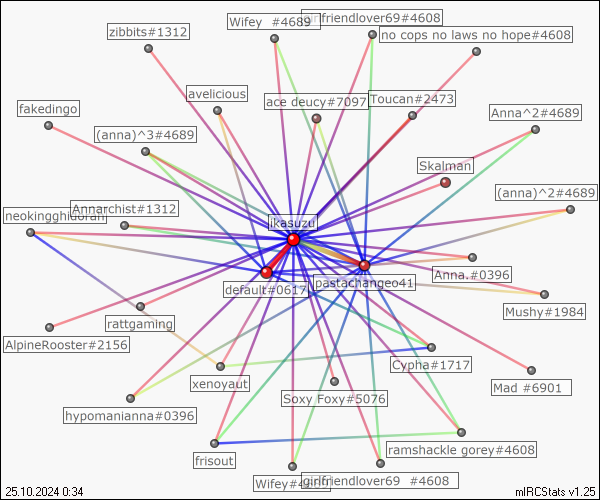 Wifey #4689
girlfriendlover69#4608
zibbits#1312
no cops no laws no hope#4608
avelicious
ace deucy#7097
Toucan#2473
fakedingo
Anna^2#4689
(anna)^3#4689
Skalman
(anna)^2#4689
Annarchist#1312
neokingghidorah
ikasuzu
Anna.#0396
default#0617
pastachange041
Mushy#1984
rattgaming
AlpineRooster#2156
Cypha#1717
xenoyaut
Mad #6901
Soxy Foxy#5076
hypomanianna#0396
ramshackle gorey#4608
frisout
Wifey
girlfriendlover69 #4608
25.10.2024 0:34
mIRCStats v1.25